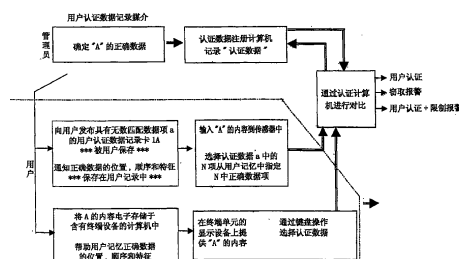 用户认证数据记录媒介
管理员
确定 "A" 的正确数据
认证数据注册计算机
记录 " 认证数据 "
通过认证计算
机进行对比
用户认证
窃取报警
用户认证 + 限制报警
用户
向用户发布具有无数匹配数据项 a
的用户认证数据记录卡 1A
*** 被用户保存 ***
通知正确数据的位置，顺序和特征
*** 保存在用户记录中 ***
输入 "A" 的内容到传感器中
选择认证数据 a 中的
N 项从用户记忆中指定
N 中正确数据项
将 A 的内容电子存储于
含有终端设备的计算机中
帮助用户记忆正确数据
的位置，顺序和特征
在终端单元的
显示设备上提
供 "A" 的内容
通过键盘操作
选择认证数据